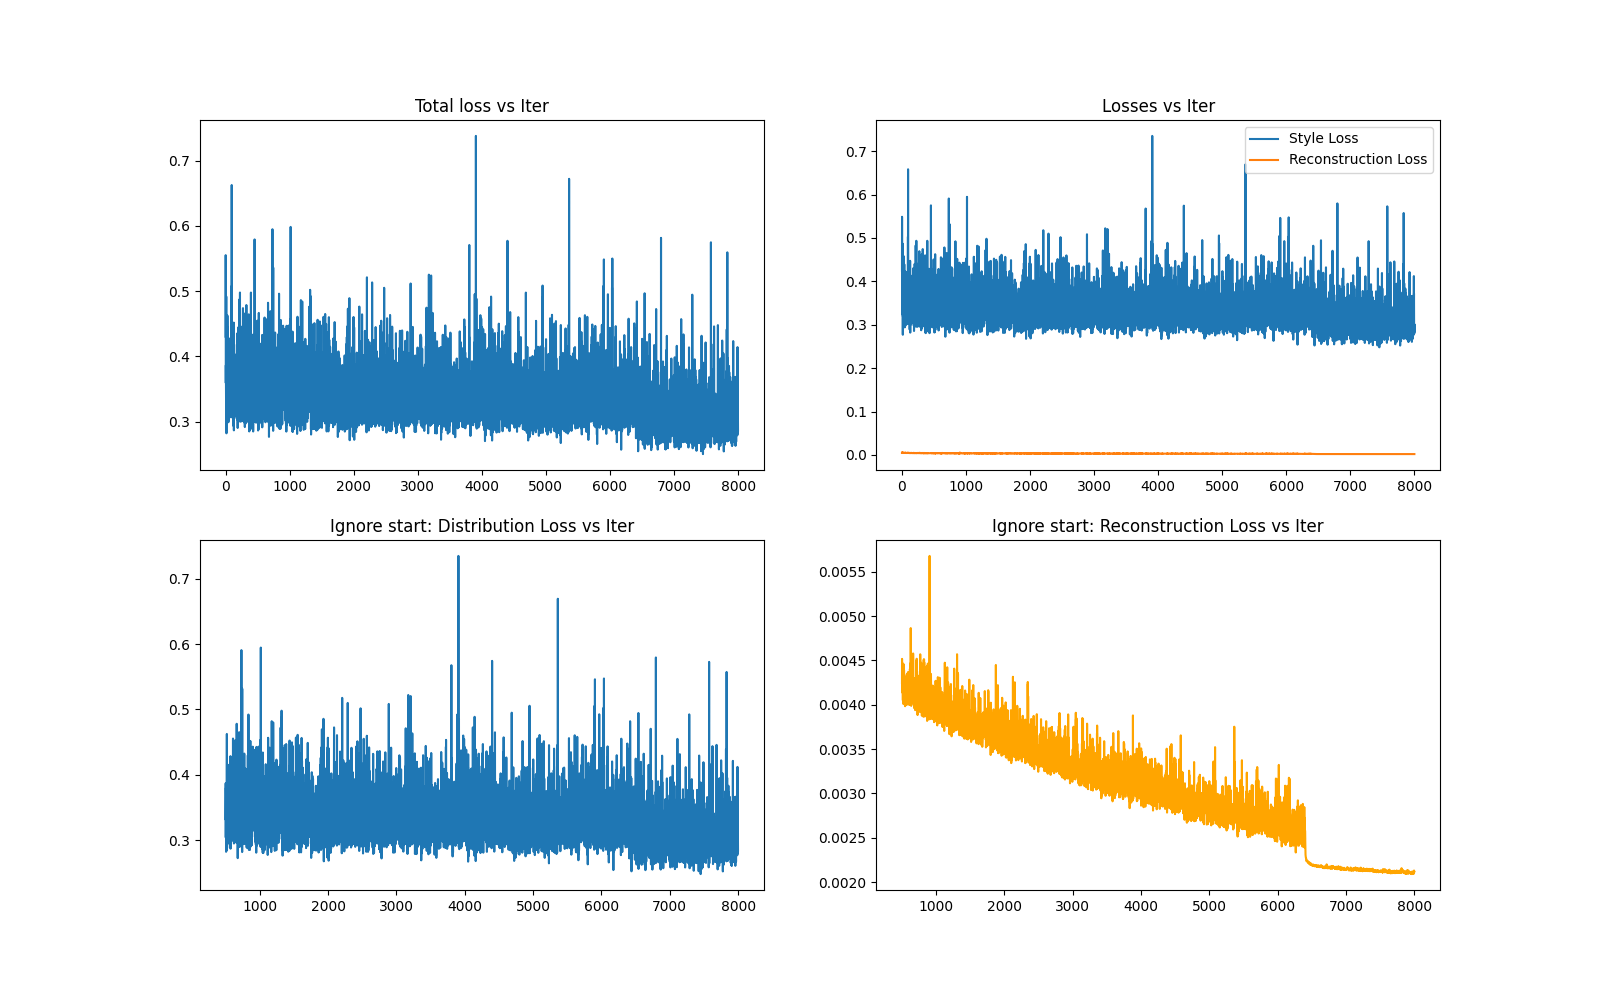 Total loss vs Iter
0.7
0.6
0.5
0.4
0.3
0 1000 2000 3000 4000 5000 6000 7000 8000
Losses vs Iter
Style Loss
Reconstruction Loss
0.7
0.6
0.5
0.4
0.3
0.2
0.1
0.0
0 1000 2000 3000 4000 5000 6000 7000 8000
Ignore start: Distribution Loss vs Iter
0.7
0.6
0.5
0.4
0.3
1000 2000 3000 4000 5000 6000 7000 8000
Ignore start: Reconstruction Loss vs Iter
0.0055
0.0050
0.0045
0.0040
0.0035
0.0030
0.0025
0.0020
1000 2000 3000 4000 5000 6000 7000 8000